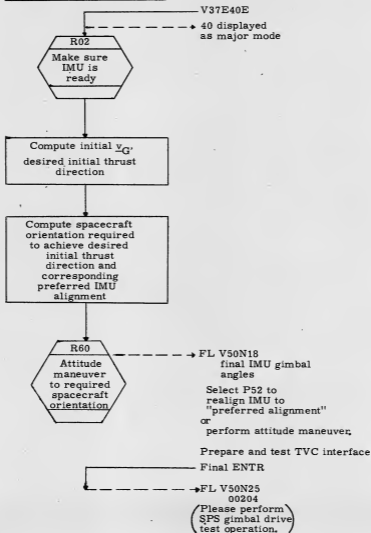 V37E40E
40 displayed
as major mode
R02
Make sure
IMU is
ready
Compute initial v_G,
desired initial thrust
direction
Compute spacecraft
orientation required
to achieve desired
initial thrust
direction and
corresponding
preferred IMU
alignment
R60
Attitude
maneuver
to required
spacecraft
orientation
FL V50N18
final IMU gimbal
angles
Select P52 to
realign IMU to
"preferred alignment"
or
perform attitude maneuver.
Prepare and test TVC interface
Final ENTR
FL V50N25
00204
(Please perform
SPS gimbal drive
test operation.)